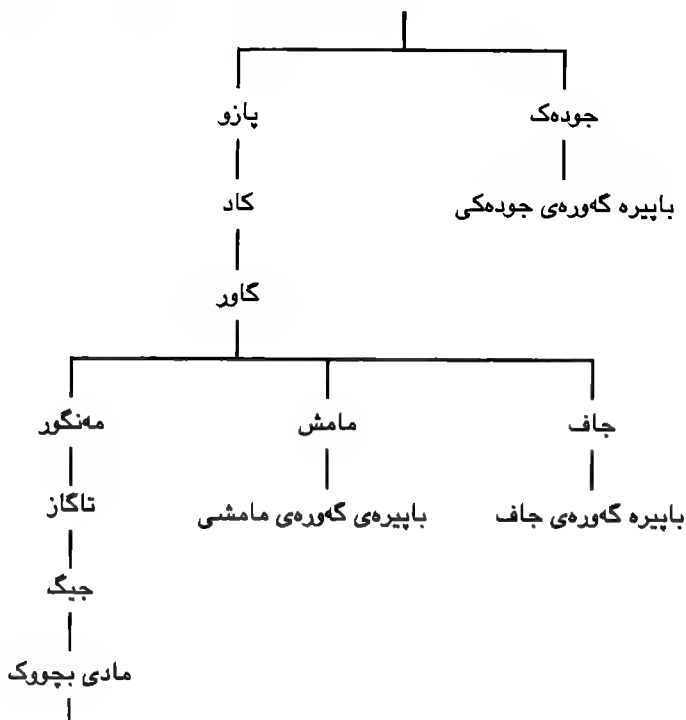 جودەک
پازو
باپیرە گەورەی جودەکی
کاد
گاور
جاف
مامش
مەنگور
باپیرە گەورەی جاف
باپیرەی گەورەی مامشی
تاگاز
جیگ
مادی بچووک